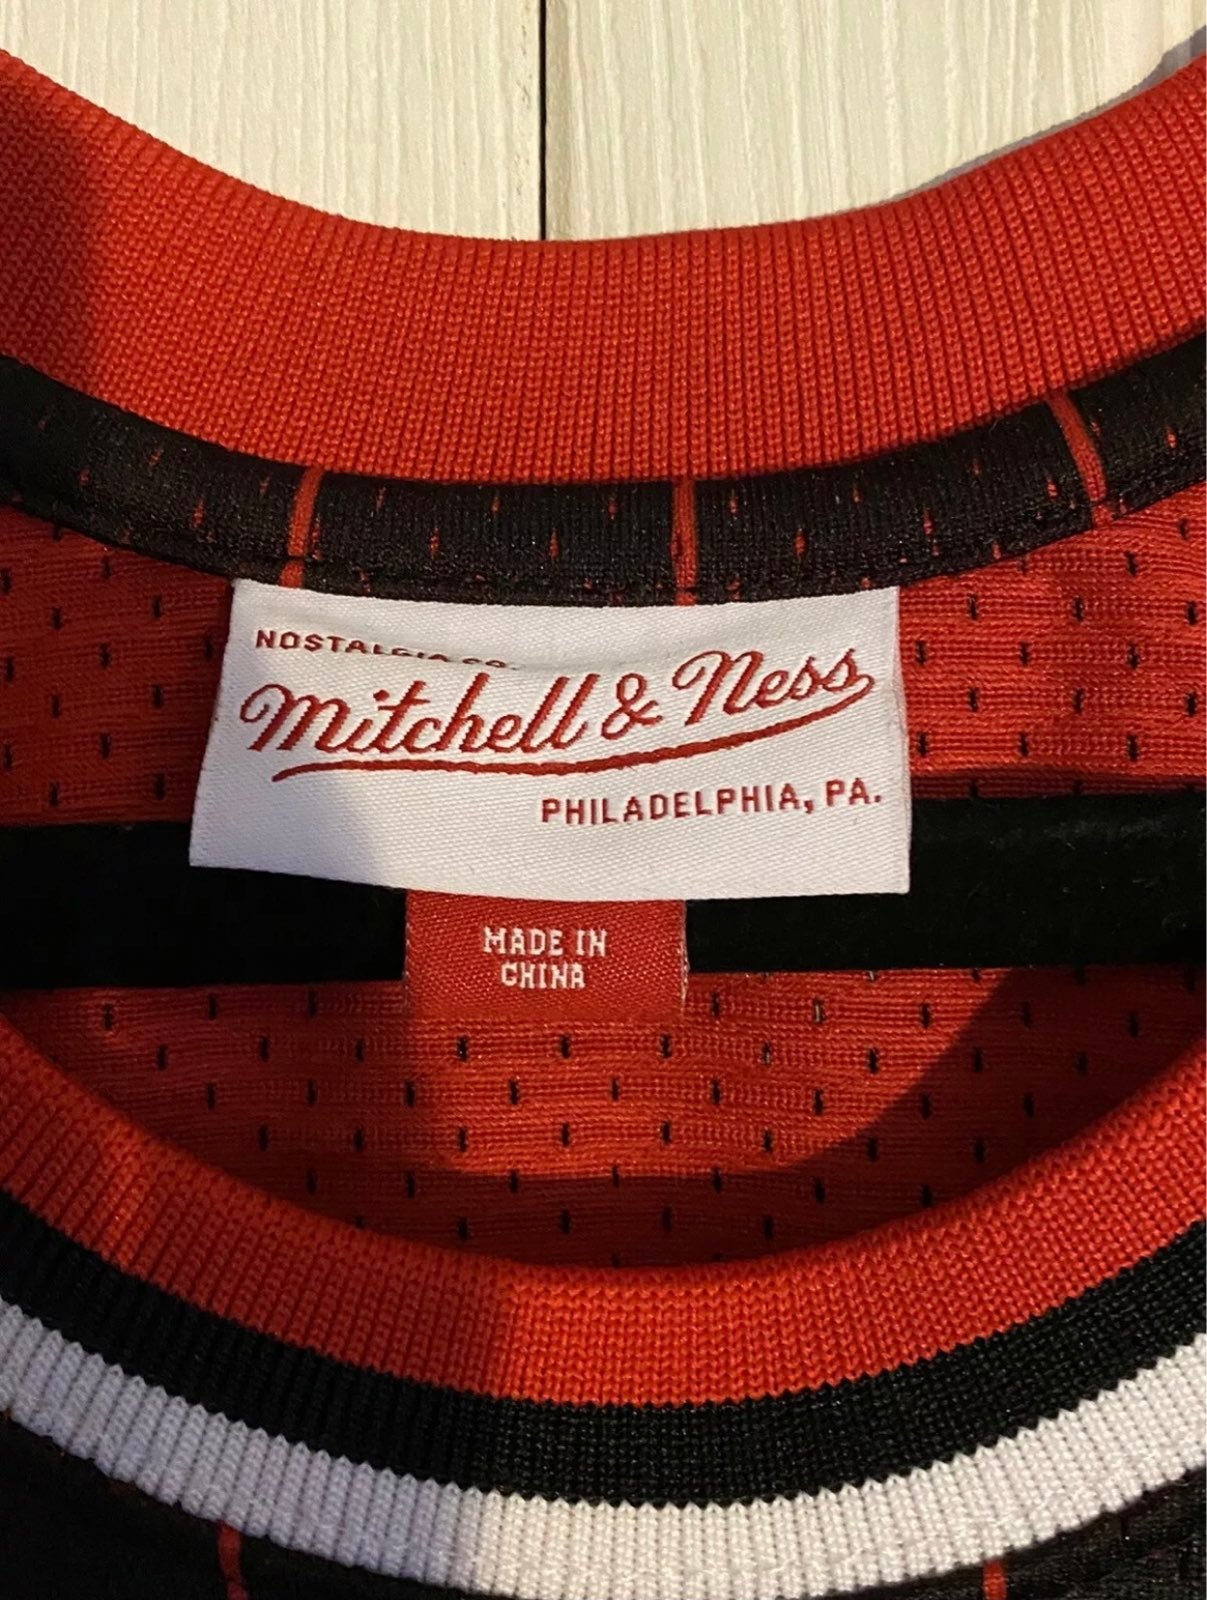 NOSTALGIA CO.
Mitchell & Ness
PHILADELPHIA, PA.
MADE IN
CHINA